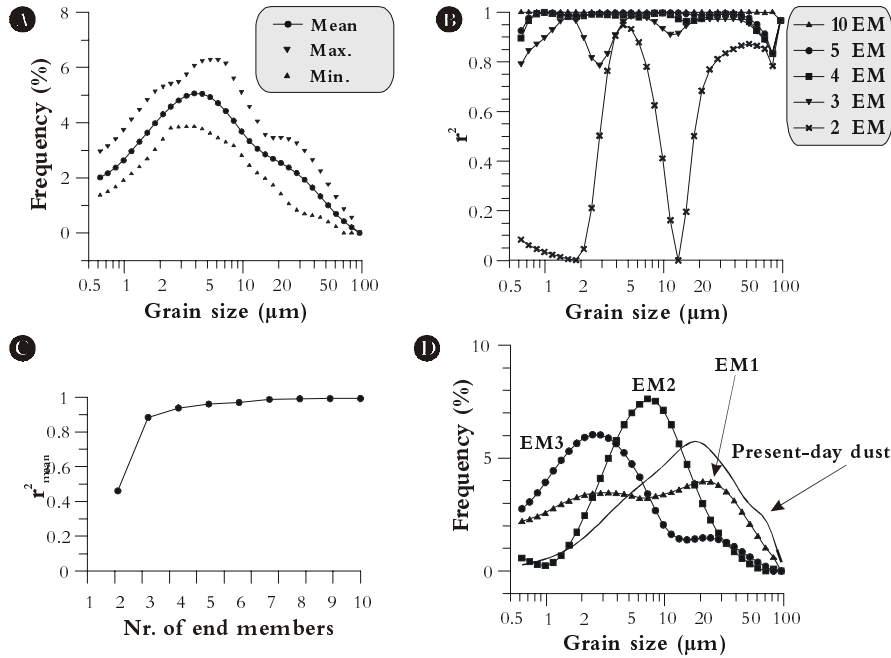 A
Mean
Max.
Min.
Frequency (%)
8
6
4
2
0
0.5 1 2 5 10 20 50 100
Grain size (µm)
B
10 EM
5 EM
4 EM
3 EM
2 EM
r²
1
0.8
0.6
0.4
0.2
0
0.5 1 2 5 10 20 50 100
Grain size (µm)
C
r² mean
1
0.8
0.6
0.4
0.2
0
1 2 3 4 5 6 7 8 9 10
Nr. of end members
D
Frequency (%)
10
5
0
EM1
EM2
EM3
Present-day dust
0.5 1 2 5 10 20 50 100
Grain size (µm)